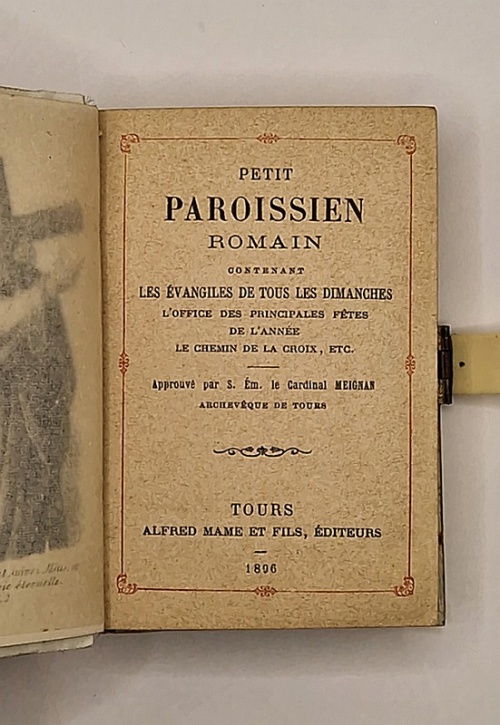 PETIT
PAROISSIEN
ROMAIN
CONTENANT
LES ÉVANGILES DE TOUS LES DIMANCHES
L'OFFICE DES PRINCIPALES FÊTES
DE L'ANNÉE
LE CHEMIN DE LA CROIX, ETC.
Approuvé par S. Ém. le Cardinal MEIGNAN
ARCHEVÊQUE DE TOURS
TOURS
ALFRED MAME ET FILS, ÉDITEURS
1896
éternelle.